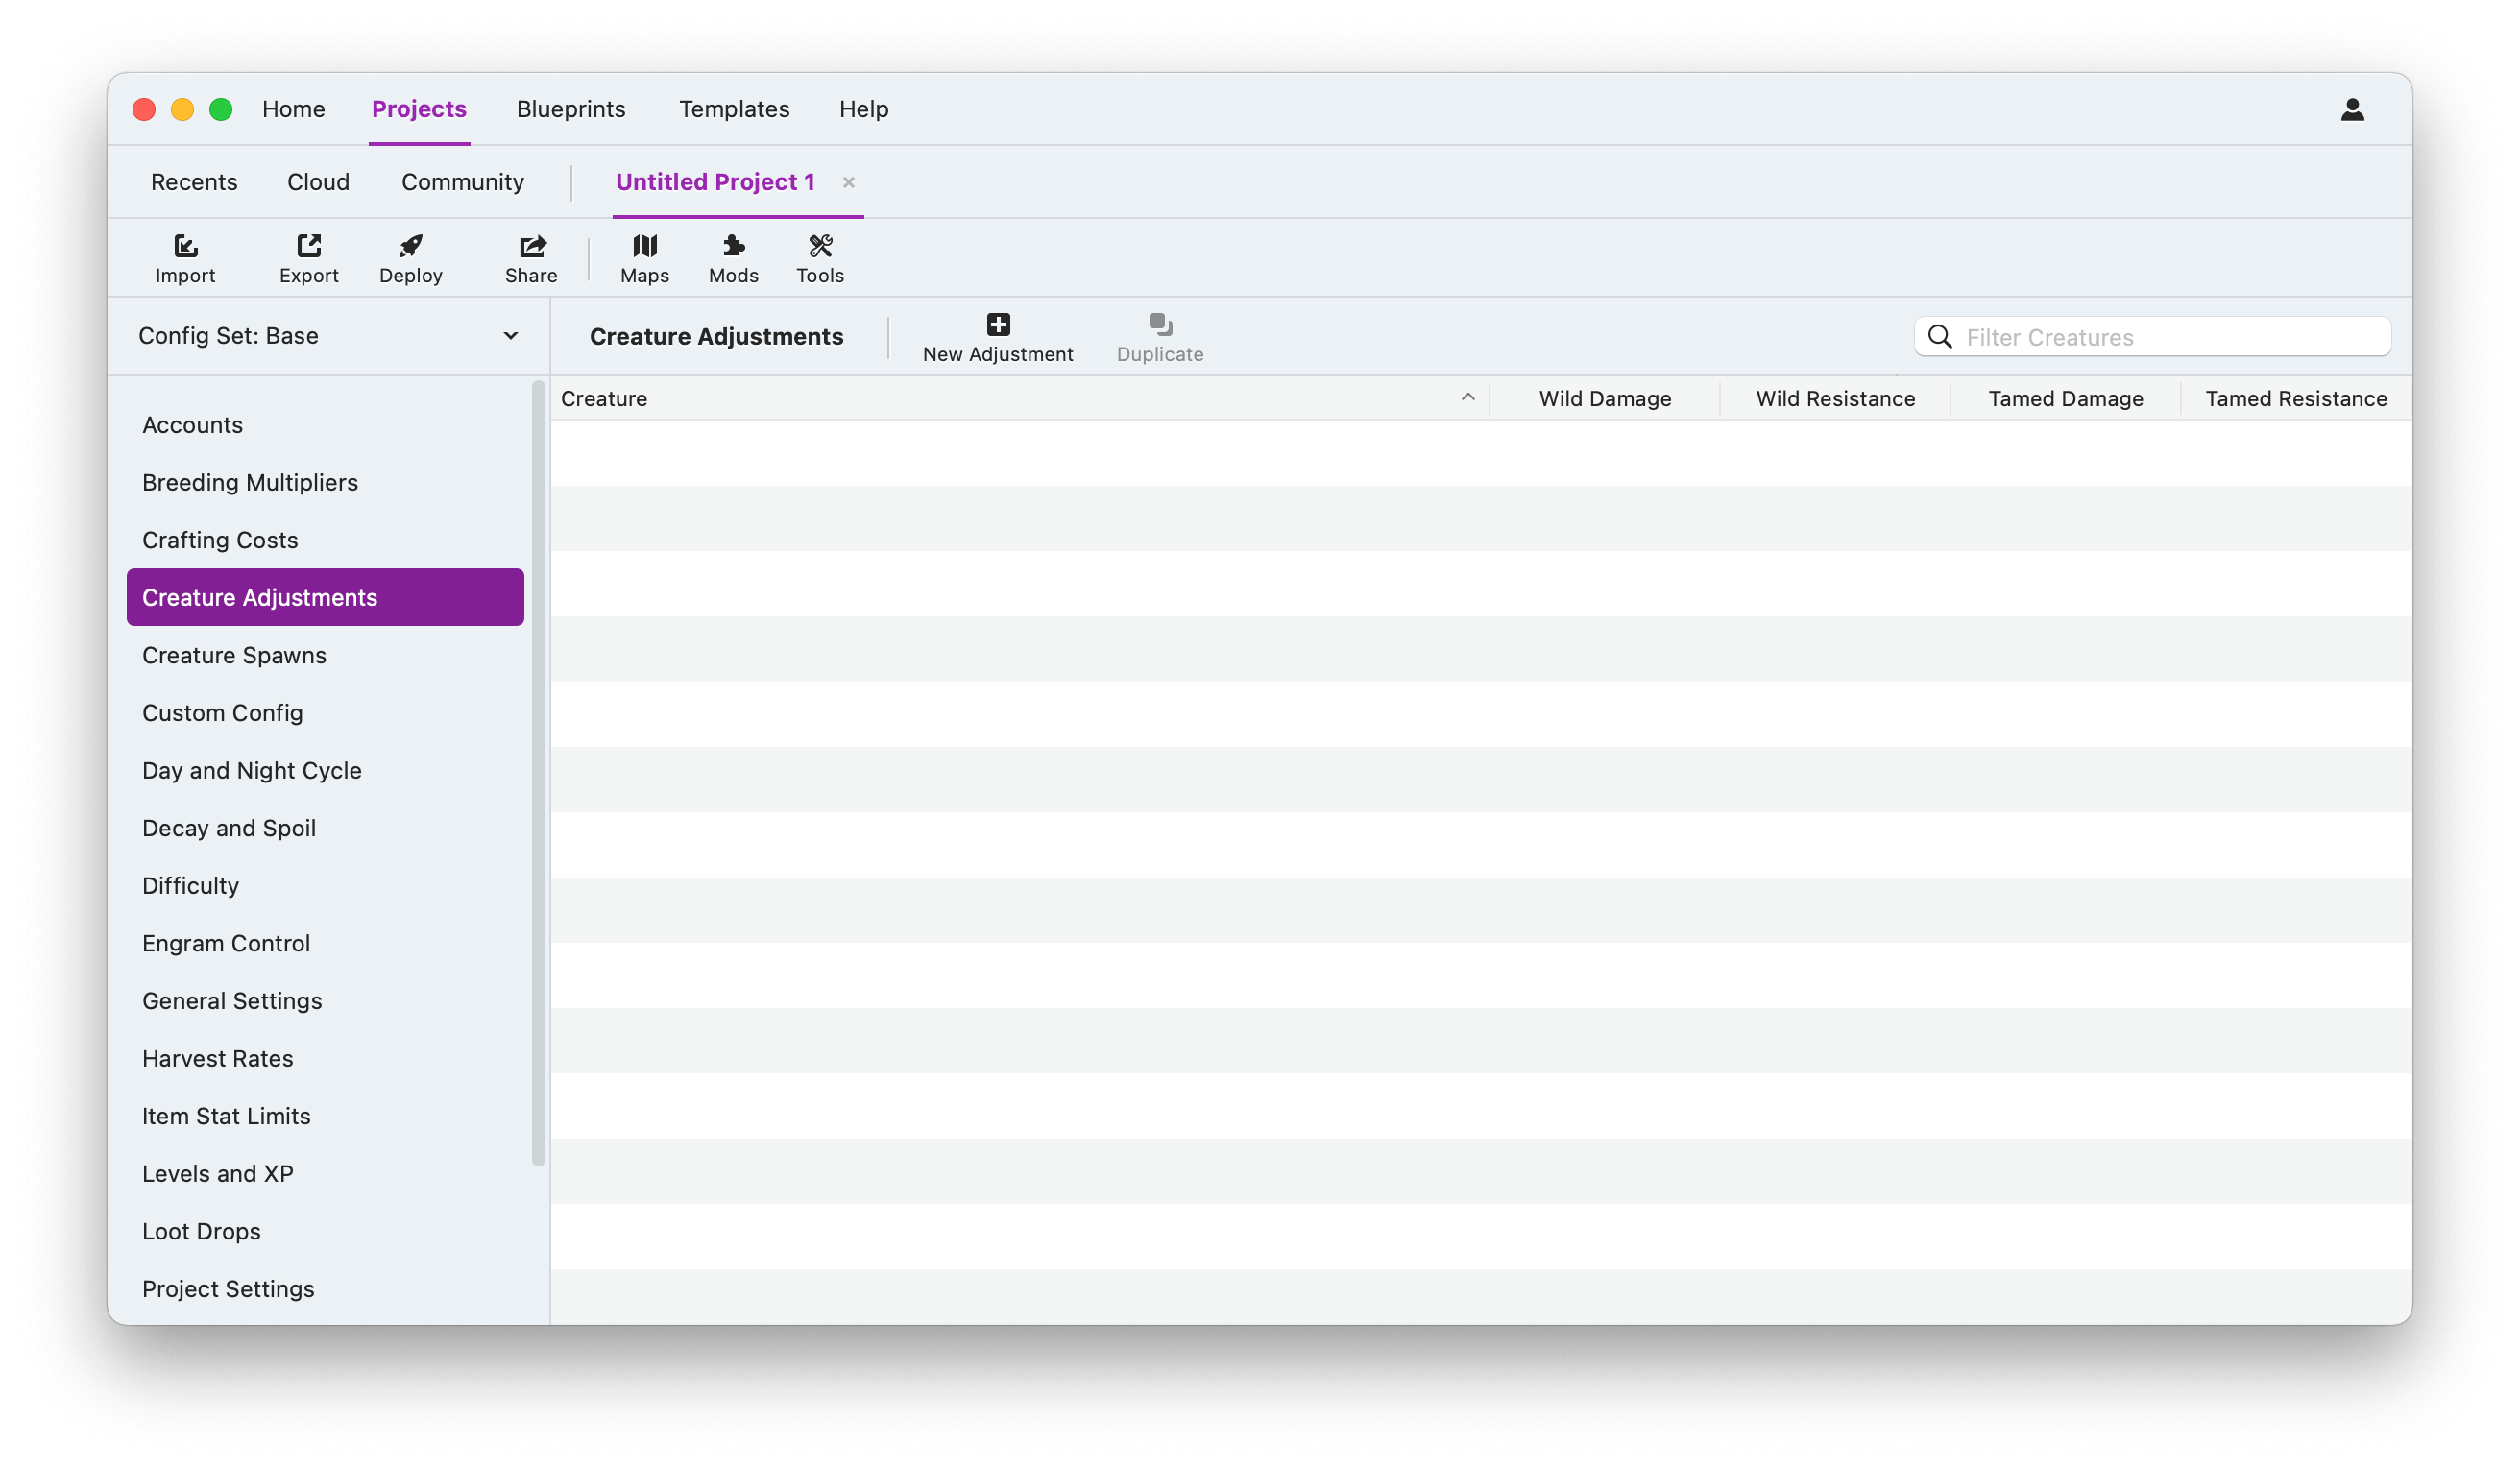 Home Projects Blueprints Templates Help
Recents Cloud Community Untitled Project 1 ×
Import Export Deploy Share Maps Mods Tools
Config Set: Base
Creature Adjustments New Adjustment Duplicate Filter Creatures
Creature Wild Damage Wild Resistance Tamed Damage Tamed Resistance
Accounts
Breeding Multipliers
Crafting Costs
Creature Adjustments
Creature Spawns
Custom Config
Day and Night Cycle
Decay and Spoil
Difficulty
Engram Control
General Settings
Harvest Rates
Item Stat Limits
Levels and XP
Loot Drops
Project Settings